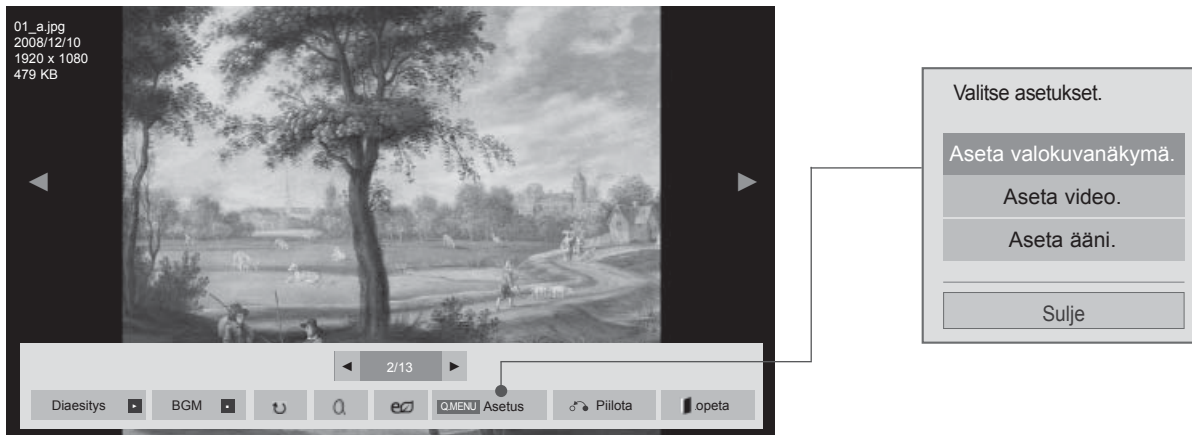 01_a.jpg
2008/12/10
1920 x 1080
479 KB
2/13
Diaesitys
BGM
Q.MENU Asetus
Piilota
opeta
Valitse asetukset.
Aseta valokuvanäkymä.
Aseta video.
Aseta ääni.
Sulje